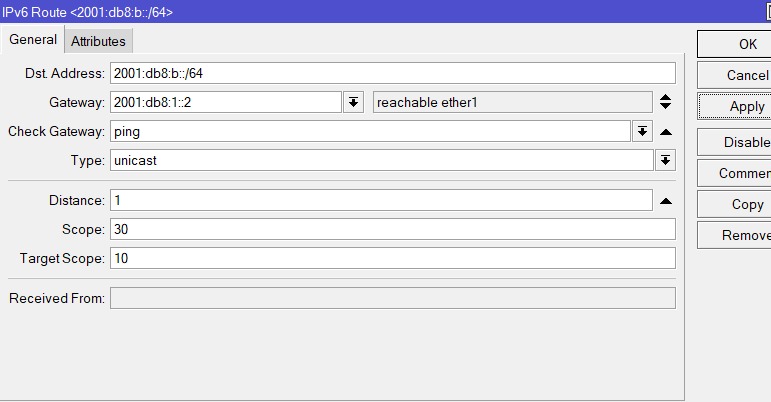 IPv6 Route <2001:db8:b::/64>
General Attributes
OK
Dst. Address: 2001:db8:b::/64
Cancel
Gateway: 2001:db8:1::2 reachable ether1
Apply
Check Gateway: ping
Disable
Type: unicast
Commen
Distance: 1
Copy
Scope: 30
Remove
Target Scope: 10
Received From: